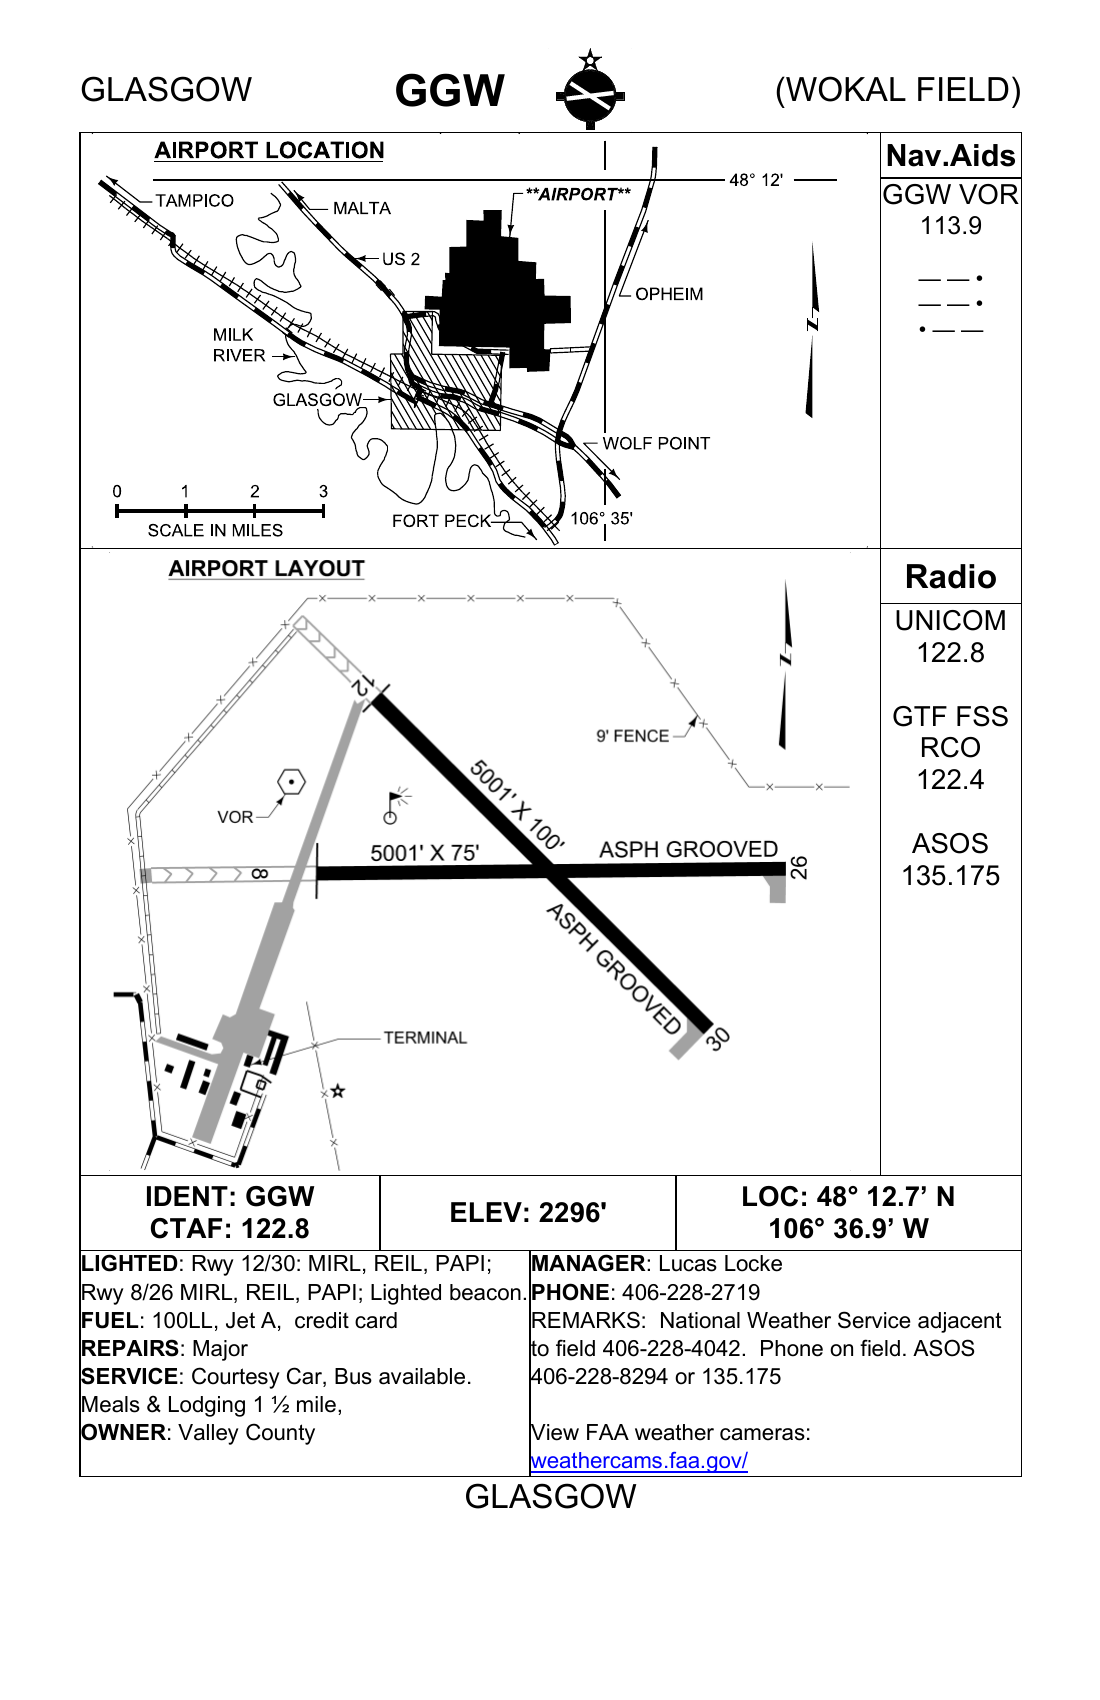 GLASGOW
GGW
(WOKAL FIELD)
AIRPORT LOCATION
Nav.Aids
GGW VOR
113.9
— — •
— — •
• — —
TAMPICO
MALTA
**AIRPORT**
48° 12'
US 2
OPHEIM
N
MILK
RIVER
GLASGOW
WOLF POINT
0 1 2 3
SCALE IN MILES
FORT PECK
106° 35'
AIRPORT LAYOUT
Radio
UNICOM
122.8
GTF FSS
RCO
122.4
ASOS
135.175
N
12
9' FENCE
5001' X 100'
VOR
5001' X 75'
ASPH GROOVED
8
26
ASPH GROOVED
30
TERMINAL
IDENT: GGW
CTAF: 122.8
ELEV: 2296'
LOC: 48° 12.7’ N
106° 36.9’ W
LIGHTED: Rwy 12/30: MIRL, REIL, PAPI;
Rwy 8/26 MIRL, REIL, PAPI; Lighted beacon.
FUEL: 100LL, Jet A, credit card
REPAIRS: Major
SERVICE: Courtesy Car, Bus available.
Meals & Lodging 1 ½ mile,
OWNER: Valley County
MANAGER: Lucas Locke
PHONE: 406-228-2719
REMARKS: National Weather Service adjacent
to field 406-228-4042. Phone on field. ASOS
406-228-8294 or 135.175
View FAA weather cameras:
weathercams.faa.gov/
GLASGOW